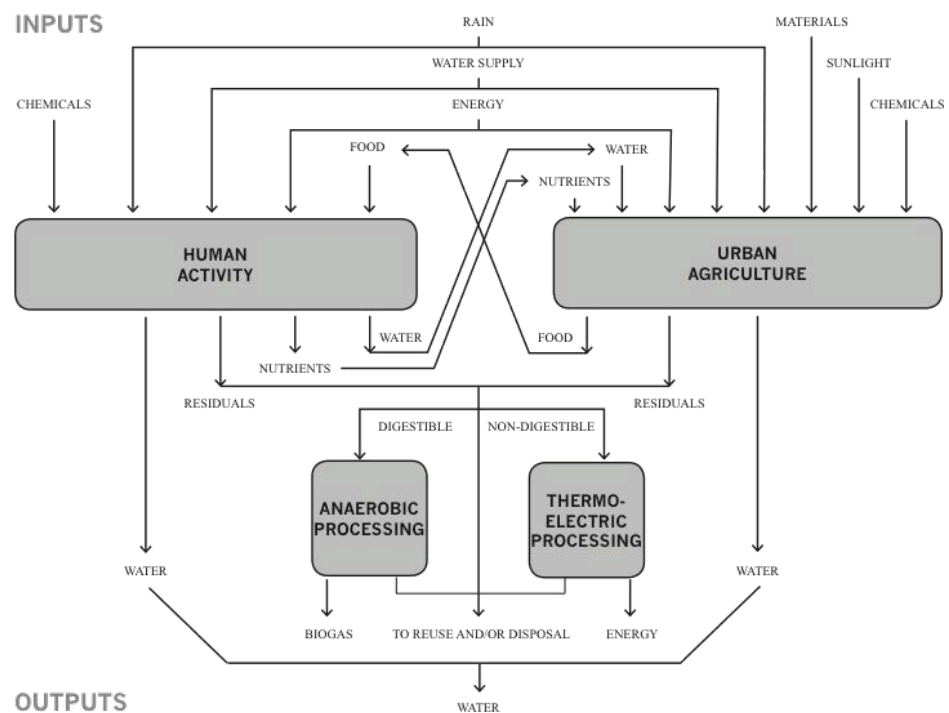 INPUTS
RAIN
MATERIALS
WATER SUPPLY
SUNLIGHT
CHEMICALS
ENERGY
CHEMICALS
FOOD
WATER
NUTRIENTS
HUMAN
ACTIVITY
URBAN
AGRICULTURE
WATER
FOOD
NUTRIENTS
RESIDUALS
RESIDUALS
DIGESTIBLE
NON-DIGESTIBLE
ANAEROBIC
PROCESSING
THERMO-
ELECTRIC
PROCESSING
WATER
WATER
BIOGAS
TO REUSE AND/OR DISPOSAL
ENERGY
OUTPUTS
WATER